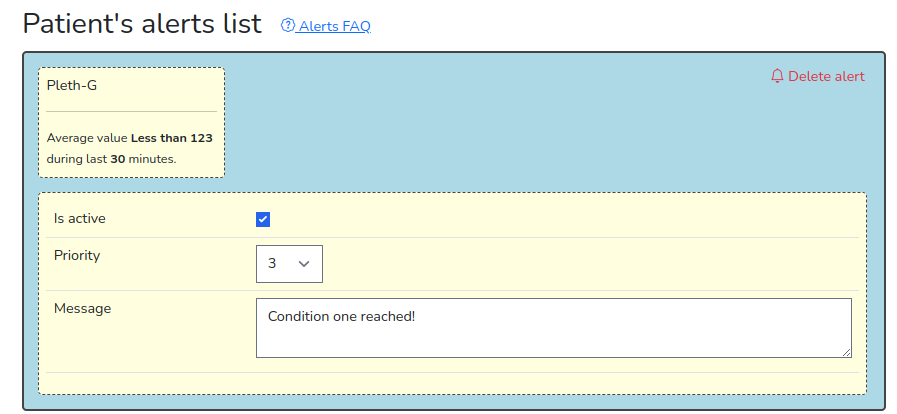 Patient's alerts list
Alerts FAQ
Pleth-G
Delete alert
Average value Less than 123
during last 30 minutes.
Is active
Priority
3
Message
Condition one reached!